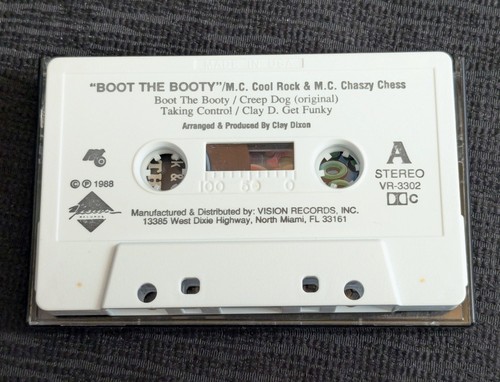 "BOOT THE BOOTY"/M.C. Cool Rock & M.C. Chaszy Chess
Boot The Booty / Creep Dog (original)
Taking Control / Clay D. Get Funky
Arranged & Produced By Clay Dixon
A
STEREO
VR-3302
C
© ℗ 1988
100 50 0
Vision
RECORDS
Manufactured & Distributed by: VISION RECORDS, INC.
13385 West Dixie Highway, North Miami, FL 33161